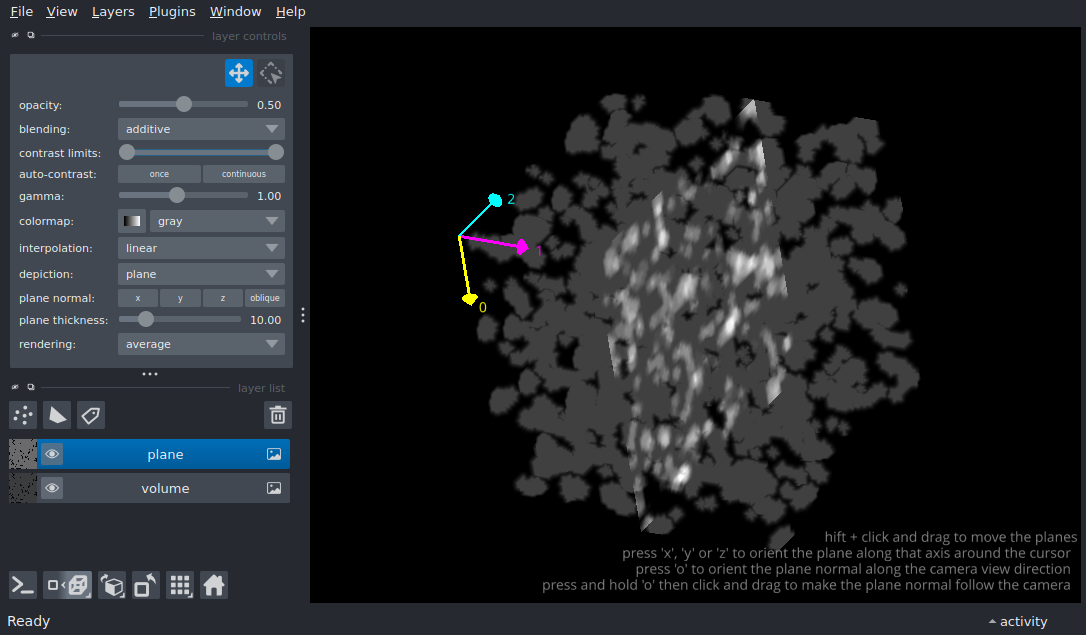 File View Layers Plugins Window Help
layer controls
opacity: 0.50
blending: additive
contrast limits:
auto-contrast: once continuous
gamma: 1.00
colormap: gray
interpolation: linear
depiction: plane
plane normal: x y z oblique
plane thickness: 10.00
rendering: average
layer list
plane
volume
2
1
0
hift + click and drag to move the planes
press 'x', 'y' or 'z' to orient the plane along that axis around the cursor
press 'o' to orient the plane normal along the camera view direction
press and hold 'o' then click and drag to make the plane normal follow the camera
Ready activity